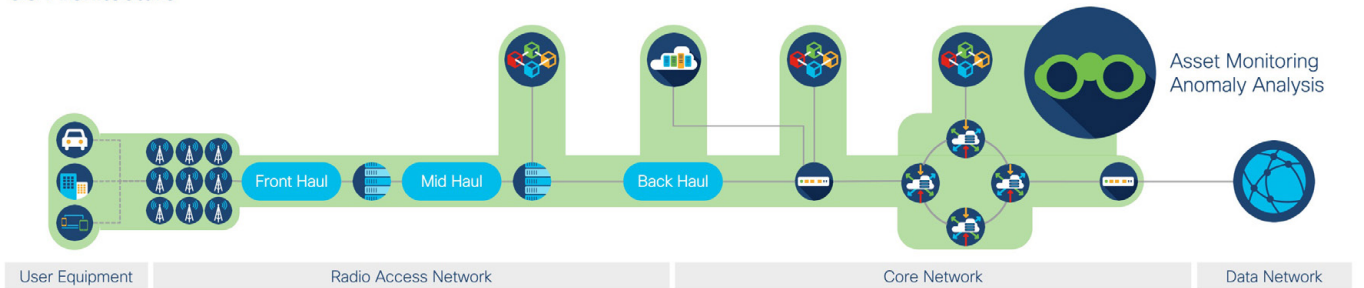 Asset Monitoring
Anomaly Analysis
Front Haul
Mid Haul
Back Haul
User Equipment
Radio Access Network
Core Network
Data Network